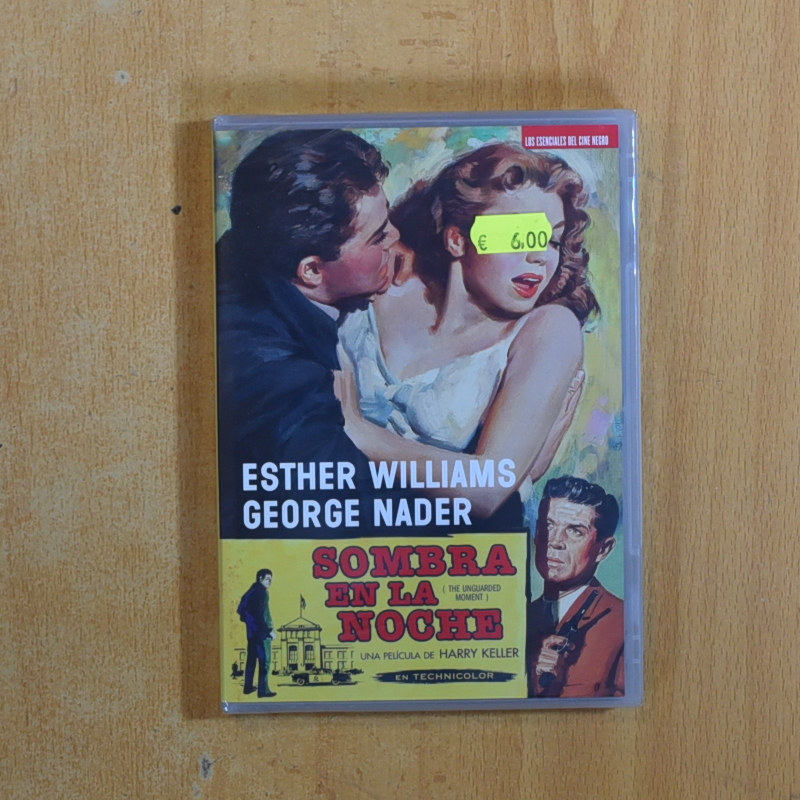 LOS ESENCIALES DEL CINE NEGRO
€ 6,00
ESTHER WILLIAMS
GEORGE NADER
SOMBRA
EN LA
NOCHE
( THE UNGUARDED
MOMENT )
UNA PELÍCULA DE HARRY KELLER
EN TECHNICOLOR